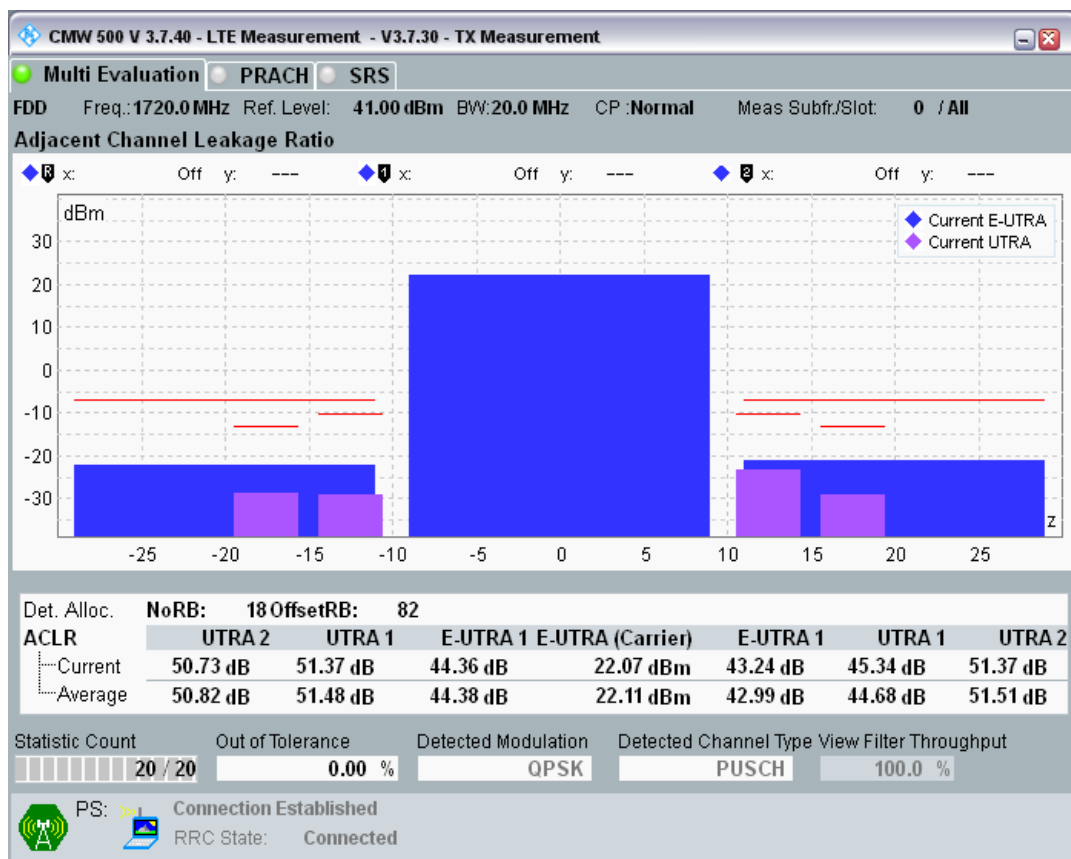 CMW 500 V 3.7.40 - LTE Measurement - V3.7.30 - TX Measurement
Multi Evaluation PRACH SRS
FDD Freq.: 1720.0 MHz Ref. Level: 41.00 dBm BW: 20.0 MHz CP : Normal Meas Subfr./Slot: 0 / All
Adjacent Channel Leakage Ratio
R x: Off y: --- 1 x: Off y: --- 2 x: Off y: ---
dBm
Current E-UTRA
Current UTRA
30
20
10
0
-10
-20
-30
z
-25 -20 -15 -10 -5 0 5 10 15 20 25
Det. Alloc. NoRB: 18 OffsetRB: 82
ACLR UTRA 2 UTRA 1 E-UTRA 1 E-UTRA (Carrier) E-UTRA 1 UTRA 1 UTRA 2
Current 50.73 dB 51.37 dB 44.36 dB 22.07 dBm 43.24 dB 45.34 dB 51.37 dB
Average 50.82 dB 51.48 dB 44.38 dB 22.11 dBm 42.99 dB 44.68 dB 51.51 dB
Statistic Count Out of Tolerance Detected Modulation Detected Channel Type View Filter Throughput
20 / 20 0.00 % QPSK PUSCH 100.0 %
PS: Connection Established
RRC State: Connected